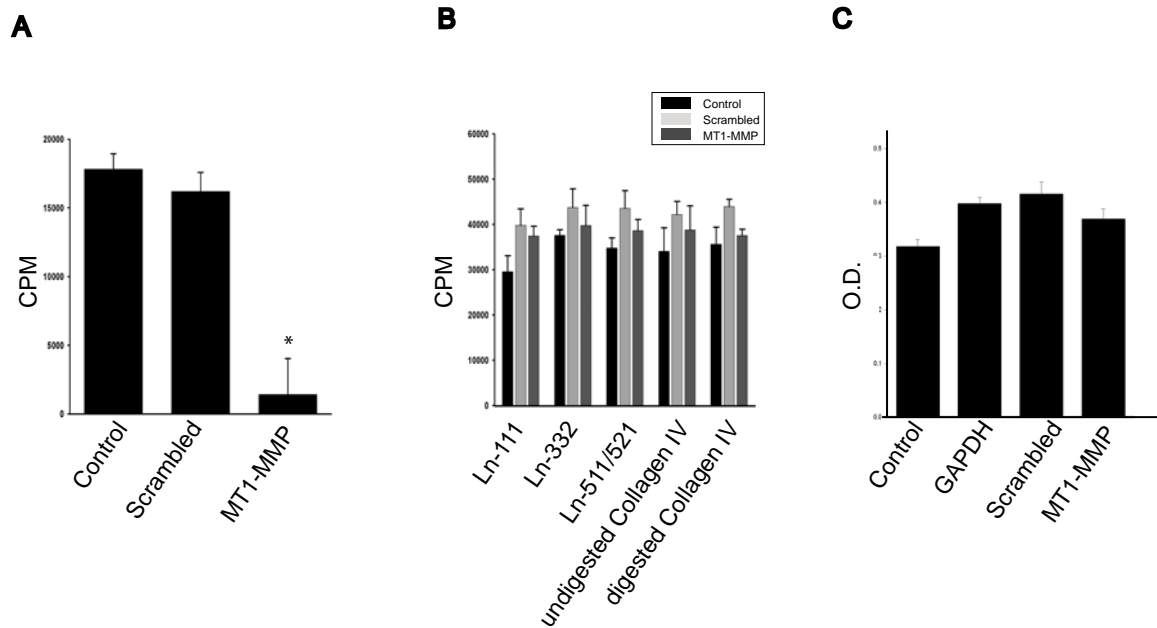 A
CPM
20000
15000
10000
5000
0
*
Control
Scrambled
MT1-MMP
B
Control
Scrambled
MT1-MMP
CPM
60000
50000
40000
30000
20000
10000
0
Ln-111
Ln-332
Ln-511/521
undigested Collagen IV
digested Collagen IV
C
O.D.
0.4
0.1
0.0
Control
GAPDH
Scrambled
MT1-MMP